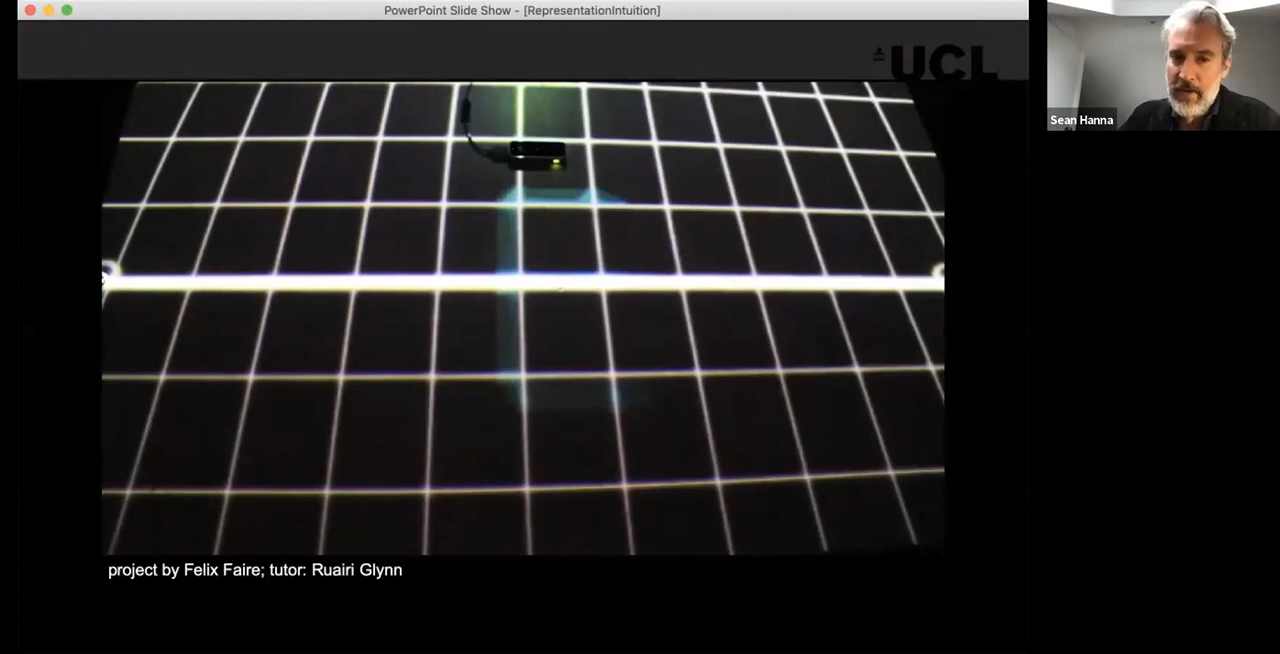 PowerPoint Slide Show - [RepresentationIntuition]
UCL
Sean Hanna
project by Felix Faire; tutor: Ruairi Glynn